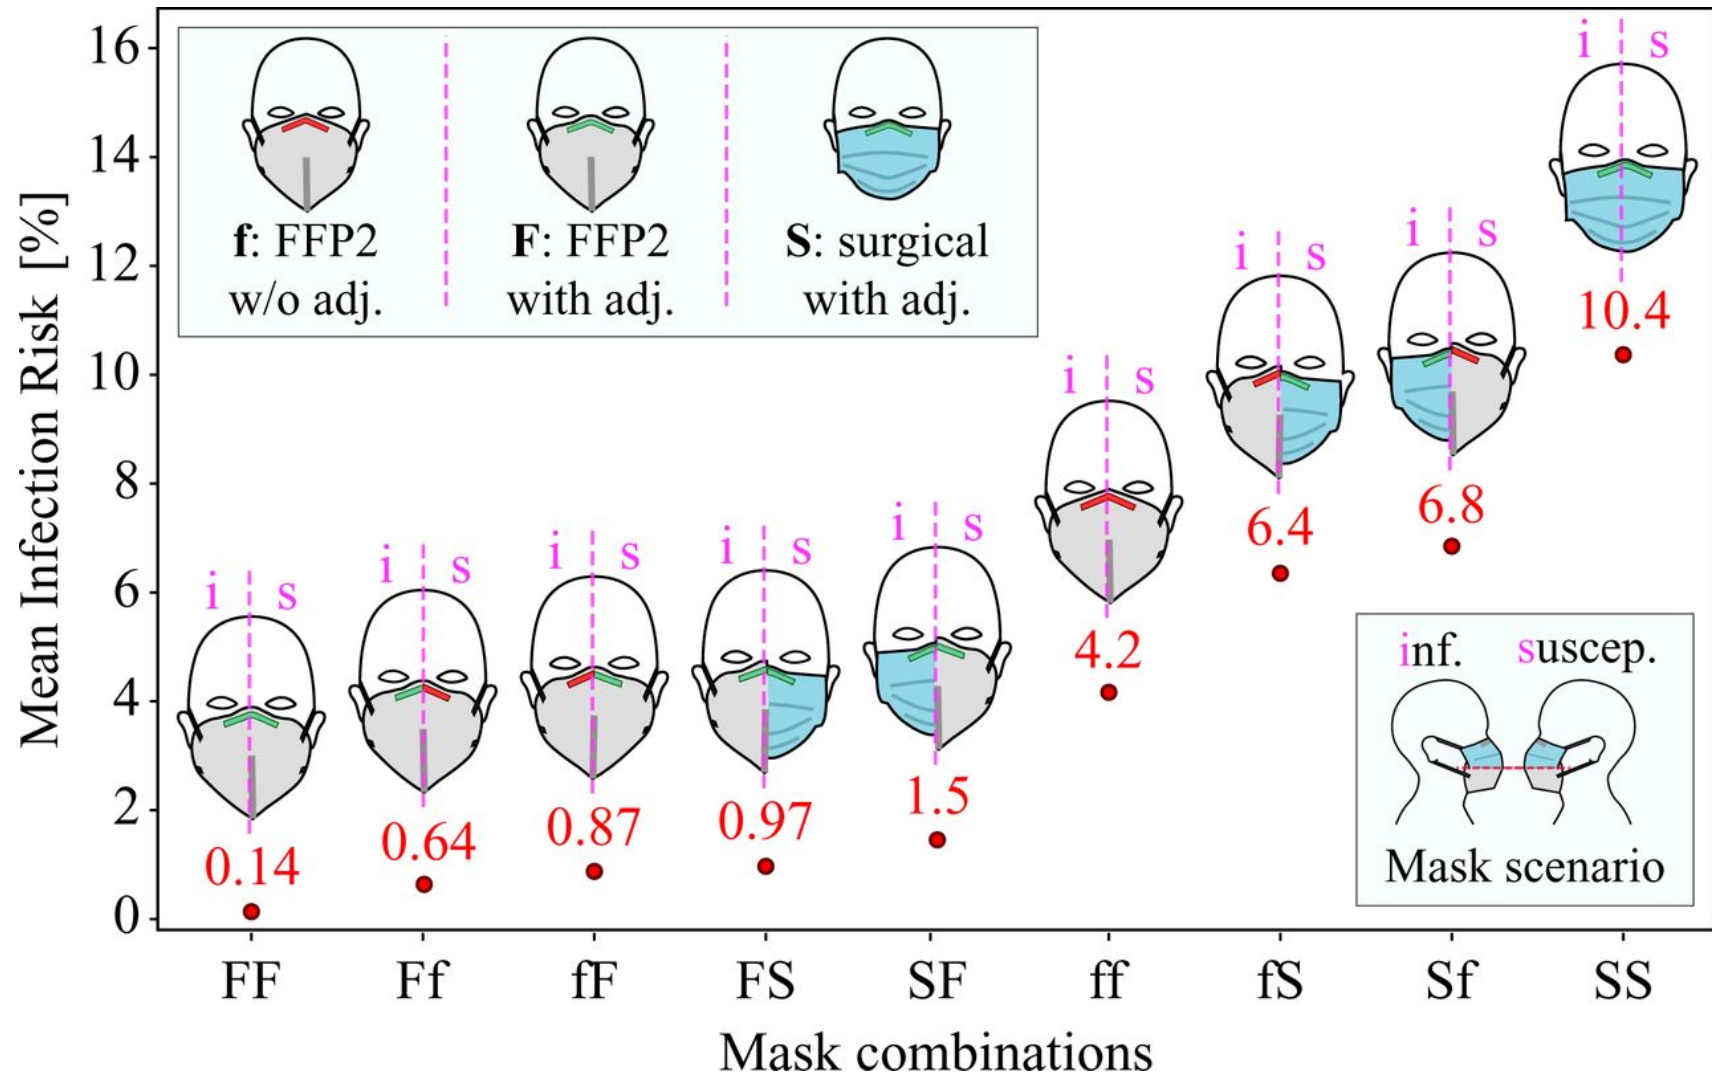 Mean Infection Risk [%]
16
14
12
10
8
6
4
2
0
f: FFP2
w/o adj.
F: FFP2
with adj.
S: surgical
with adj.
i s
0.14
i s
0.64
i s
0.87
i s
0.97
i s
1.5
i s
4.2
i s
6.4
i s
6.8
i s
10.4
inf. suscep.
Mask scenario
FF Ff fF FS SF ff fS Sf SS
Mask combinations